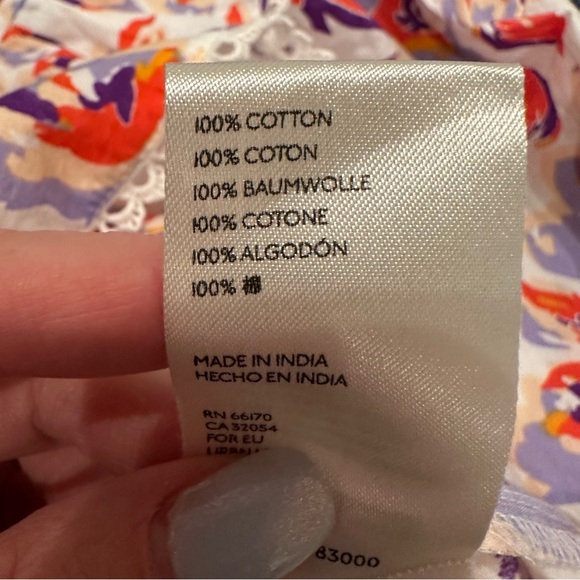 100% COTTON
100% COTON
100% BAUMWOLLE
100% COTONE
100% ALGODÓN
100% 棉
MADE IN INDIA
HECHO EN INDIA
RN 66170
CA 32054
FOR EU
83000